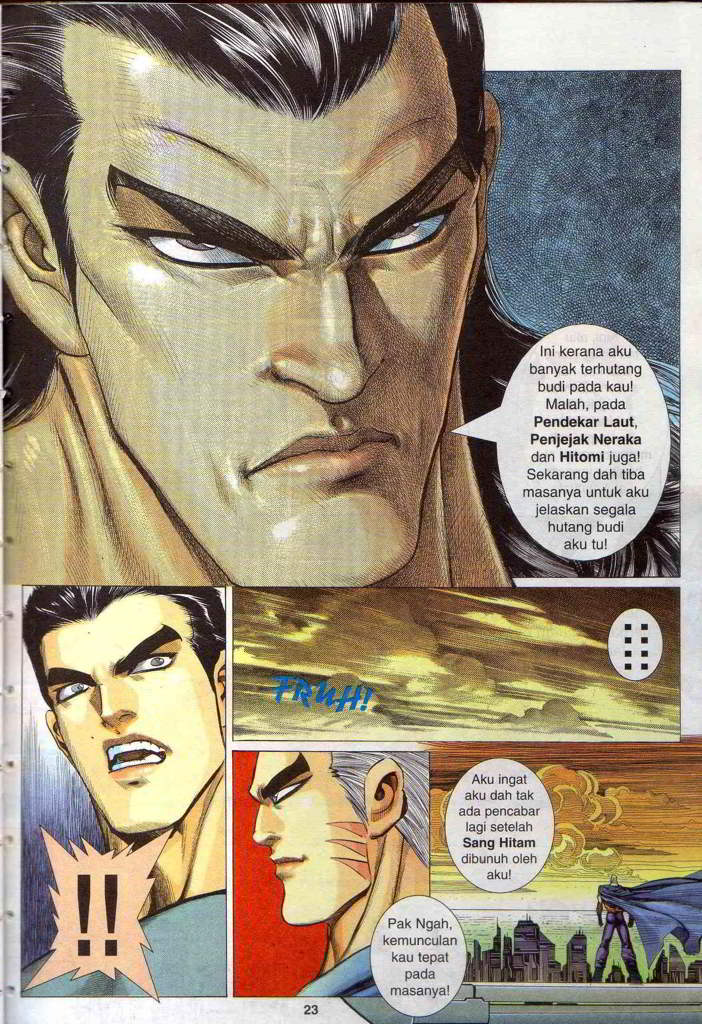 Ini kerana aku
banyak terhutang
budi pada kau!
Malah, pada
Pendekar Laut,
Penjejak Neraka
dan Hitomi juga!
Sekarang dah tiba
masanya untuk aku
jelaskan segala
hutang budi
aku tu!
!!
FRUH!
Aku ingat
aku dah tak
ada pencabar
lagi setelah
Sang Hitam
dibunuh oleh
aku!
Pak Ngah,
kemunculan
kau tepat
pada
masanya!
23